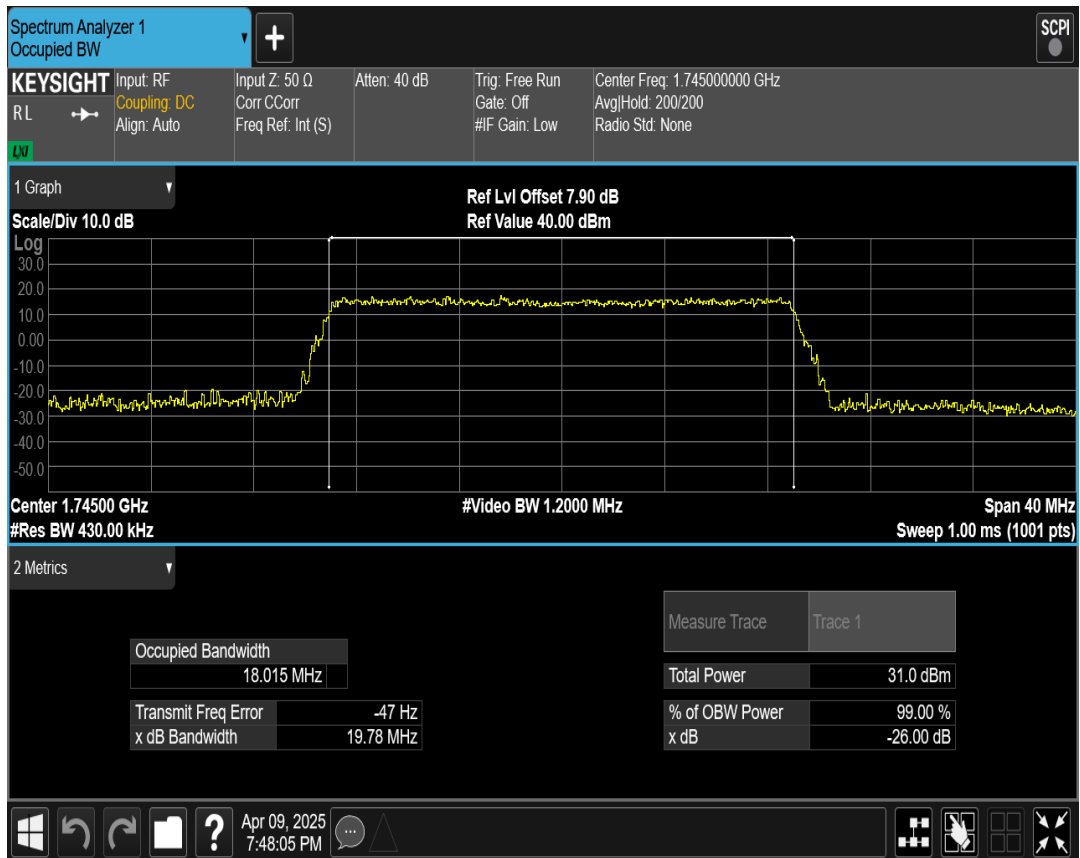 Spectrum Analyzer 1
Occupied BW
SCPI
KEYSIGHT
RL
LXI
Input: RF
Coupling: DC
Align: Auto
Input Z: 50 Ω
Corr CCorr
Freq Ref: Int (S)
Atten: 40 dB
Trig: Free Run
Gate: Off
#IF Gain: Low
Center Freq: 1.745000000 GHz
Avg|Hold: 200/200
Radio Std: None
1 Graph
Ref Lvl Offset 7.90 dB
Scale/Div 10.0 dB
Ref Value 40.00 dBm
Log
30.0
20.0
10.0
0.00
-10.0
-20.0
-30.0
-40.0
-50.0
Center 1.74500 GHz
#Video BW 1.2000 MHz
Span 40 MHz
#Res BW 430.00 kHz
Sweep 1.00 ms (1001 pts)
2 Metrics
Measure Trace Trace 1
Occupied Bandwidth
18.015 MHz
Total Power 31.0 dBm
Transmit Freq Error -47 Hz
% of OBW Power 99.00 %
x dB Bandwidth 19.78 MHz
x dB -26.00 dB
?
Apr 09, 2025
7:48:05 PM